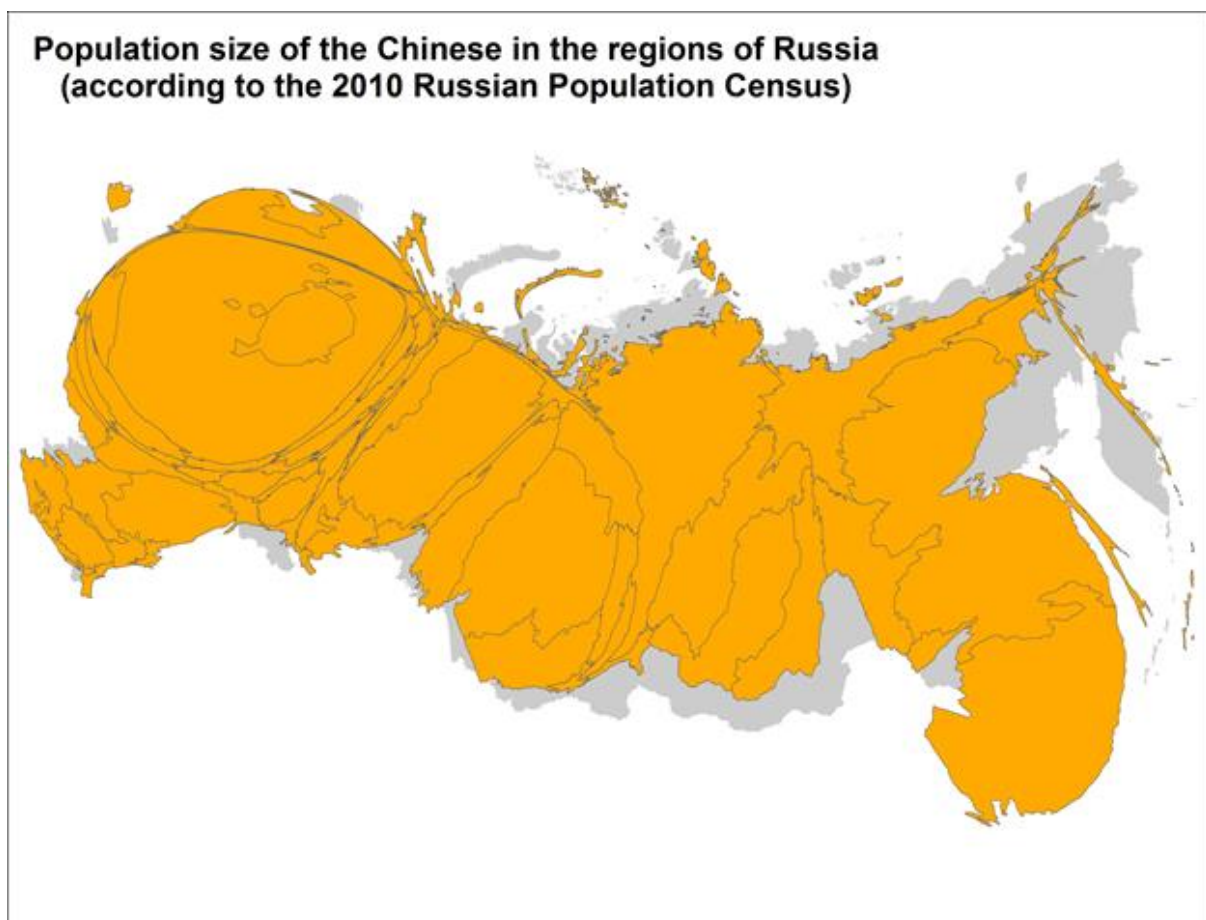 Population size of the Chinese in the regions of Russia
(according to the 2010 Russian Population Census)